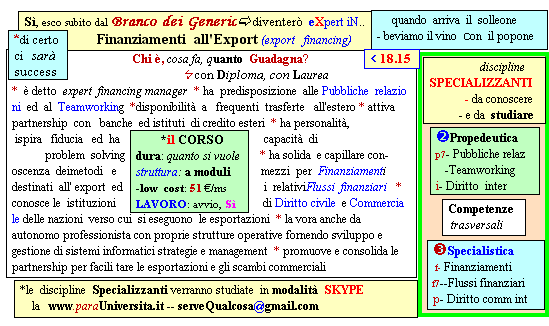 Sì, esco subito dal Branco dei Generic diventerò eXpert iN..
Finanziamenti all'Export (export financing)
quando arriva il solleone
- beviamo il vino Con il popone
*di certo
ci sarà
success
Chi è, cosa fa, quanto Guadagna?
con Diploma, con Laurea
< 18.15
* è detto expert financing manager * ha predisposizione alle Pubbliche relazio
ni ed al Teamworking *disponibilità a frequenti trasferte all'estero * attiva
partnership con banche ed istituti di credito esteri * ha personalità,
ispira fiducia ed ha capacità di
problem solving * ha solida e capillare con-
oscenza deimetodi e mezzi per Finanziamenti
destinati all'export ed i relativiFlussi finanziari *
conosce le istituzioni di Diritto civile e Commercia
le delle nazioni verso cui si eseguono le esportazioni * la vora anche da
autonomo professionista con proprie strutture operative fornendo sviluppo e
gestione di sistemi informatici strategie e management * promuove e consolida le
partnership per facili tare le esportazioni e gli scambi commerciali
*il CORSO
dura: quanto si vuole
struttura: a moduli
-low cost: 51 €/ms
LAVORO: avvio, Sì
discipline
SPECIALIZZANTI
- da conoscere
- e da studiare
❷Propedeutica
p7- Pubbliche relaz
-Teamworking
i- Diritto inter
Competenze
trasversali
❸Specialistica
f- Finanziamenti
f7--Flussi finanziari
p- Diritto comm int
*le discipline Specializzanti verranno studiate in modalità SKYPE
la www.paraUniversita.it -- serveQualcosa@gmail.com